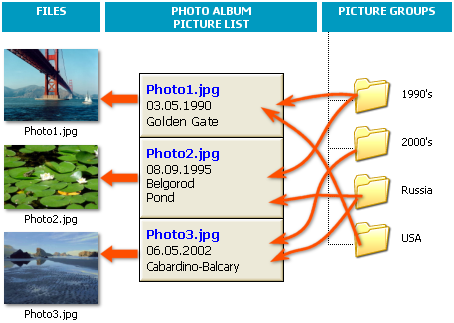 FILES
PHOTO ALBUM
PICTURE LIST
PICTURE GROUPS
Photo1.jpg
Photo2.jpg
Photo3.jpg
Photo1.jpg
03.05.1990
Golden Gate
Photo2.jpg
08.09.1995
Belgorod
Pond
Photo3.jpg
06.05.2002
Cabardino-Balcary
1990's
2000's
Russia
USA